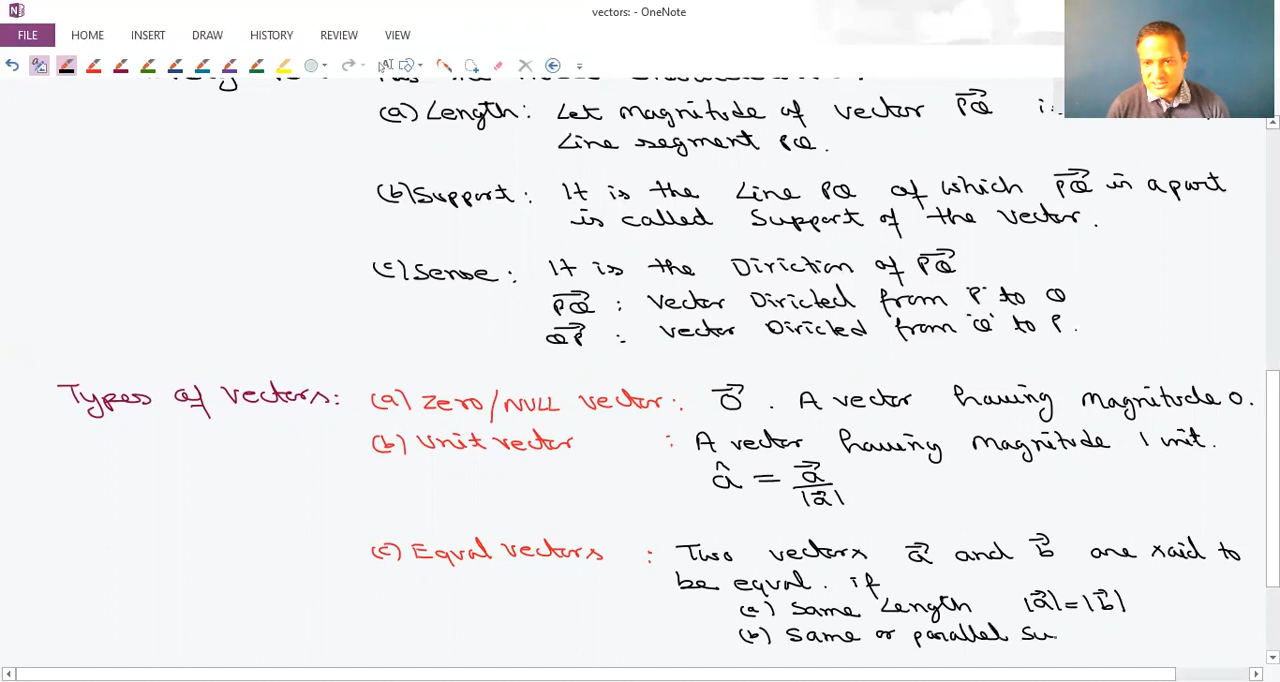 vectors: - OneNote
FILE HOME INSERT DRAW HISTORY REVIEW VIEW
(a) Length: Let magnitude of vector PQ⃗
Line segment PQ.
(b) Support: It is the Line PQ of which PQ⃗ is a part
is called Support of the vector.
(c) Sense: It is the Diriction of PQ⃗
PQ⃗ : Vector Diricted from 'P' to Q
QP⃗ : Vector Diricted from 'Q' to P.
Types of vectors: (a) Zero/NULL vector: 0⃗. A vector having magnitude 0.
(b) Unit vector : A vector having magnitude 1 unit.
â = a⃗/|a⃗|
(c) Equal vectors : Two vectors a⃗ and b⃗ are said to
be equal. if
(a) Same Length |a⃗|=|b⃗|
(b) Same or parallel Su